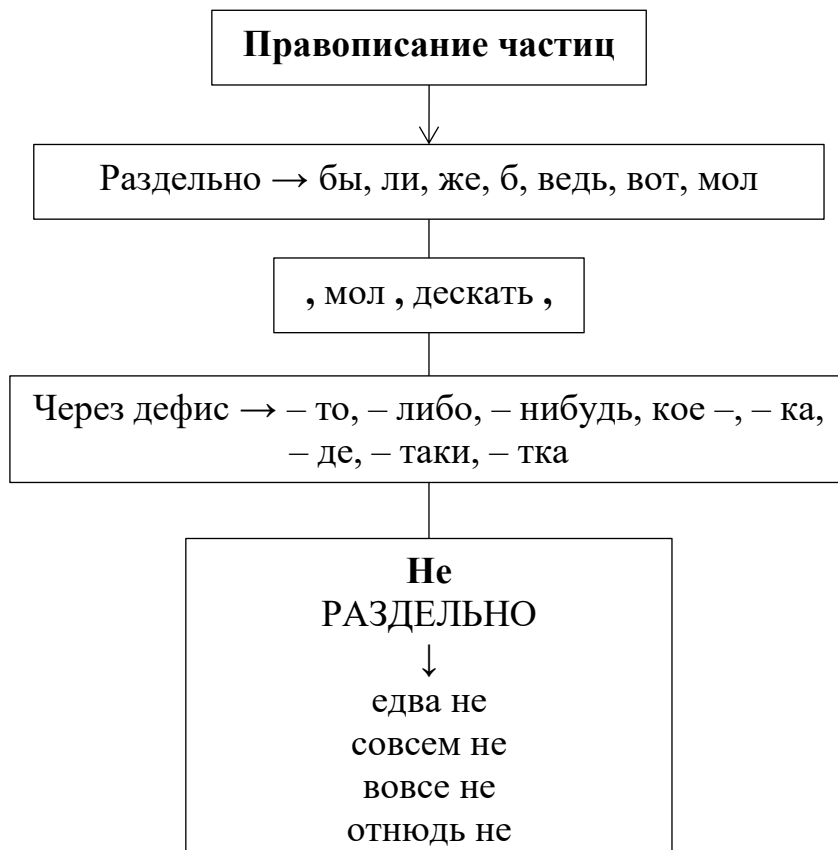 Правописание частиц
Раздельно → бы, ли, же, б, ведь, вот, мол
, мол , дескать ,
Через дефис → – то, – либо, – нибудь, кое –, – ка,
– де, – таки, – тка
Не
РАЗДЕЛЬНО
↓
едва не
совсем не
вовсе не
отнюдь не